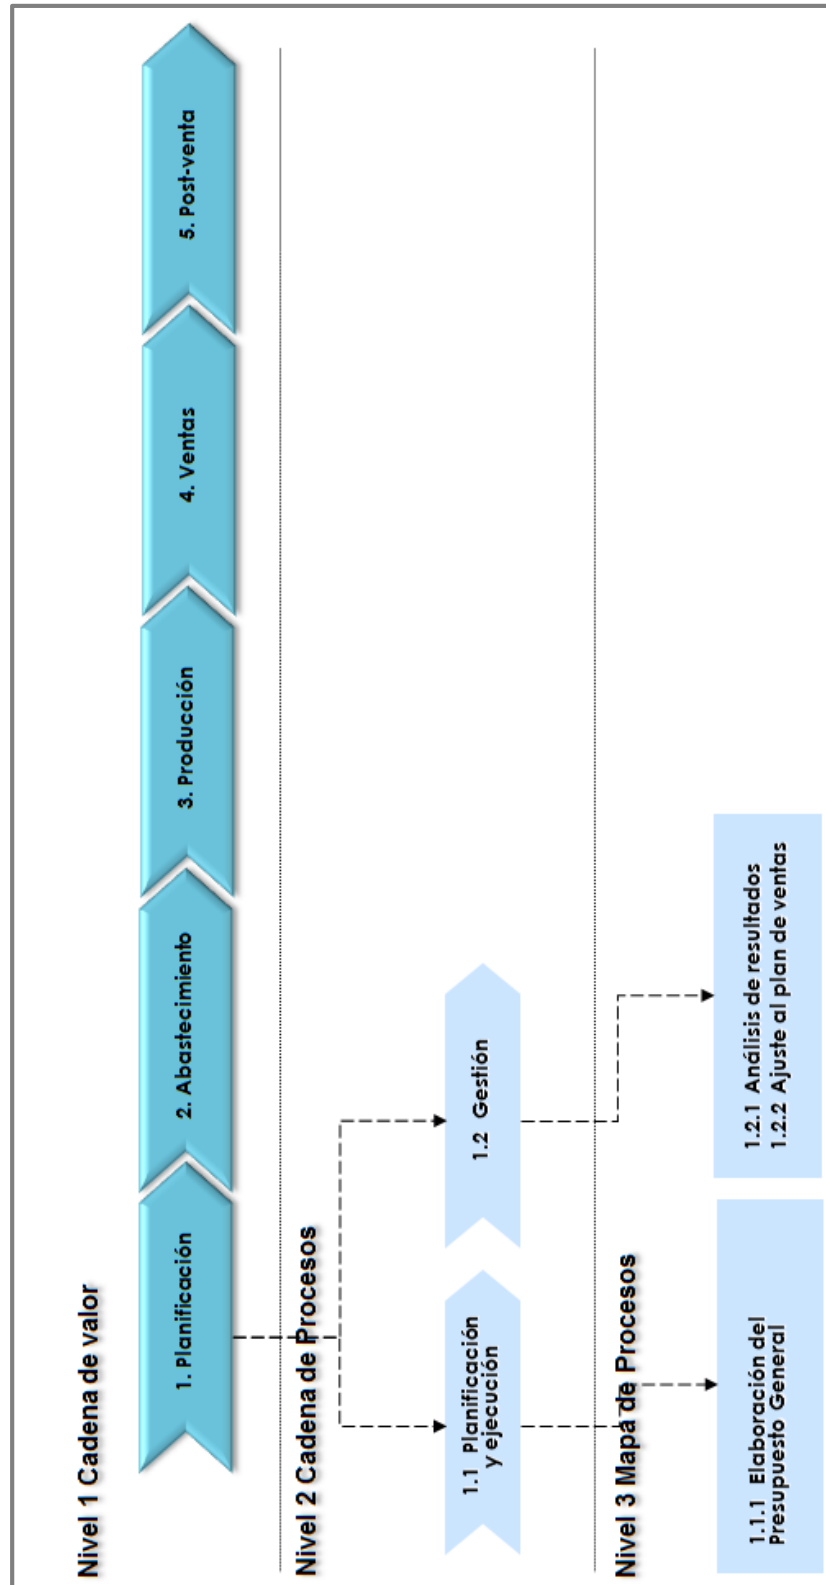 Nivel 1 Cadena de valor
1. Planificación
2. Abastecimiento
3. Producción
4. Ventas
5. Post-venta
Nivel 2 Cadena de Procesos
1.1 Planificación
y ejecución
1.2 Gestión
Nivel 3 Mapa de Procesos
1.1.1 Elaboración del
Presupuesto General
1.2.1 Análisis de resultados
1.2.2 Ajuste al plan de ventas